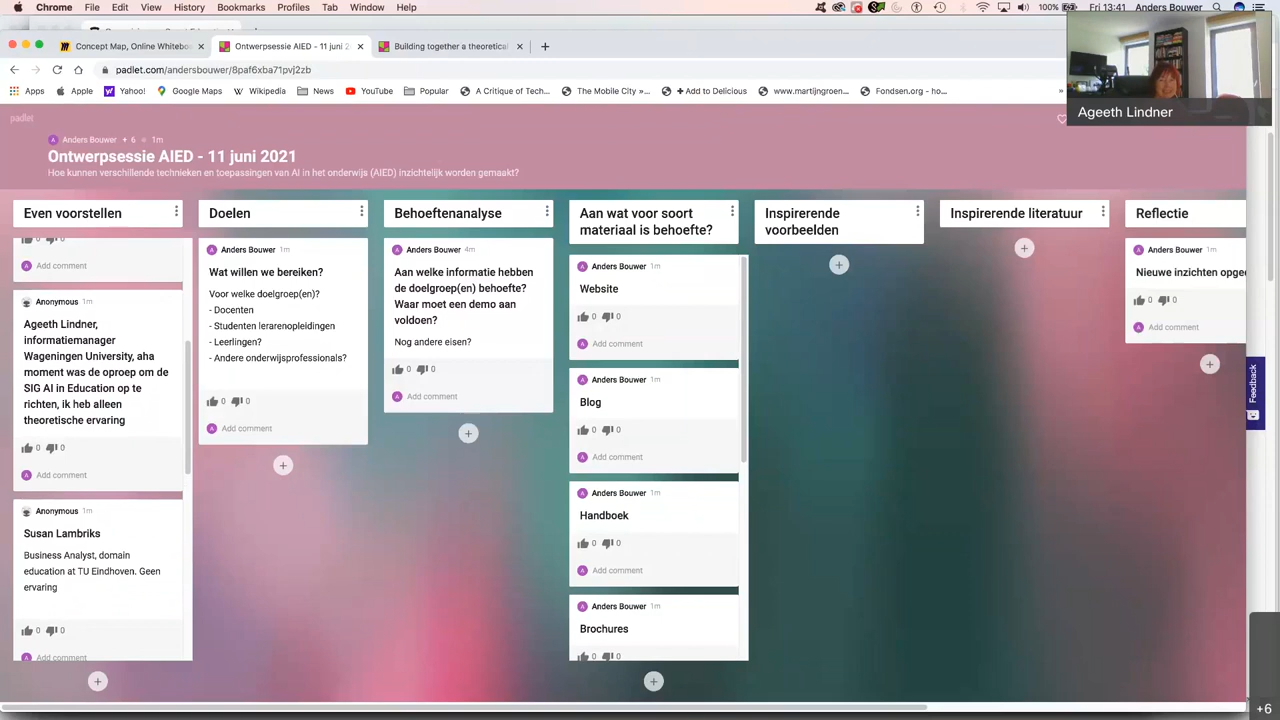 Chrome File Edit View History Bookmarks Profiles Tab Window Help
100% Fri 13:41 Anders Bouwer
Concept Map, Online Whitebo
Ontwerpsessie AIED - 11 juni 2
Building together a theoretical
padlet.com/andersbouwer/8paf6xba71pvj2zb
Apps Apple Yahoo! Google Maps Wikipedia News YouTube Popular A Critique of Tech... The Mobile City »... + Add to Delicious www.martijngroen... Fondsen.org - ho... »
Ageeth Lindner
padlet
Anders Bouwer + 6 1m
Ontwerpsessie AIED - 11 juni 2021
Hoe kunnen verschillende technieken en toepassingen van AI in het onderwijs (AIED) inzichtelijk worden gemaakt?
Even voorstellen
0 0
Add comment
Anonymous 1m
Ageeth Lindner,
informatiemanager
Wageningen University, aha
moment was de oproep om de
SIG AI in Education op te
richten, ik heb alleen
theoretische ervaring
0 0
Add comment
Anonymous 1m
Susan Lambriks
Business Analyst, domain
education at TU Eindhoven. Geen
ervaring
0 0
Add comment
Doelen
Anders Bouwer 1m
Wat willen we bereiken?
Voor welke doelgroep(en)?
- Docenten
- Studenten lerarenopleidingen
- Leerlingen?
- Andere onderwijsprofessionals?
0 0
Add comment
Behoeftenanalyse
Anders Bouwer 4m
Aan welke informatie hebben
de doelgroep(en) behoefte?
Waar moet een demo aan
voldoen?
Nog andere eisen?
0 0
Add comment
Aan wat voor soort
materiaal is behoefte?
Anders Bouwer 1m
Website
0 0
Add comment
Anders Bouwer 1m
Blog
0 0
Add comment
Anders Bouwer 1m
Handboek
0 0
Add comment
Anders Bouwer 1m
Brochures
0 0
Inspirerende
voorbeelden
Inspirerende literatuur
Reflectie
Anders Bouwer 1m
Nieuwe inzichten opge
0 0
Add comment
Feedback
+6